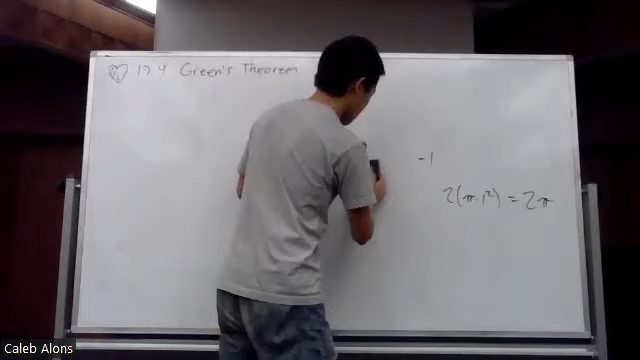 17.4 Green's Theorem
-1
2(π·1²) = 2π
Caleb Alons